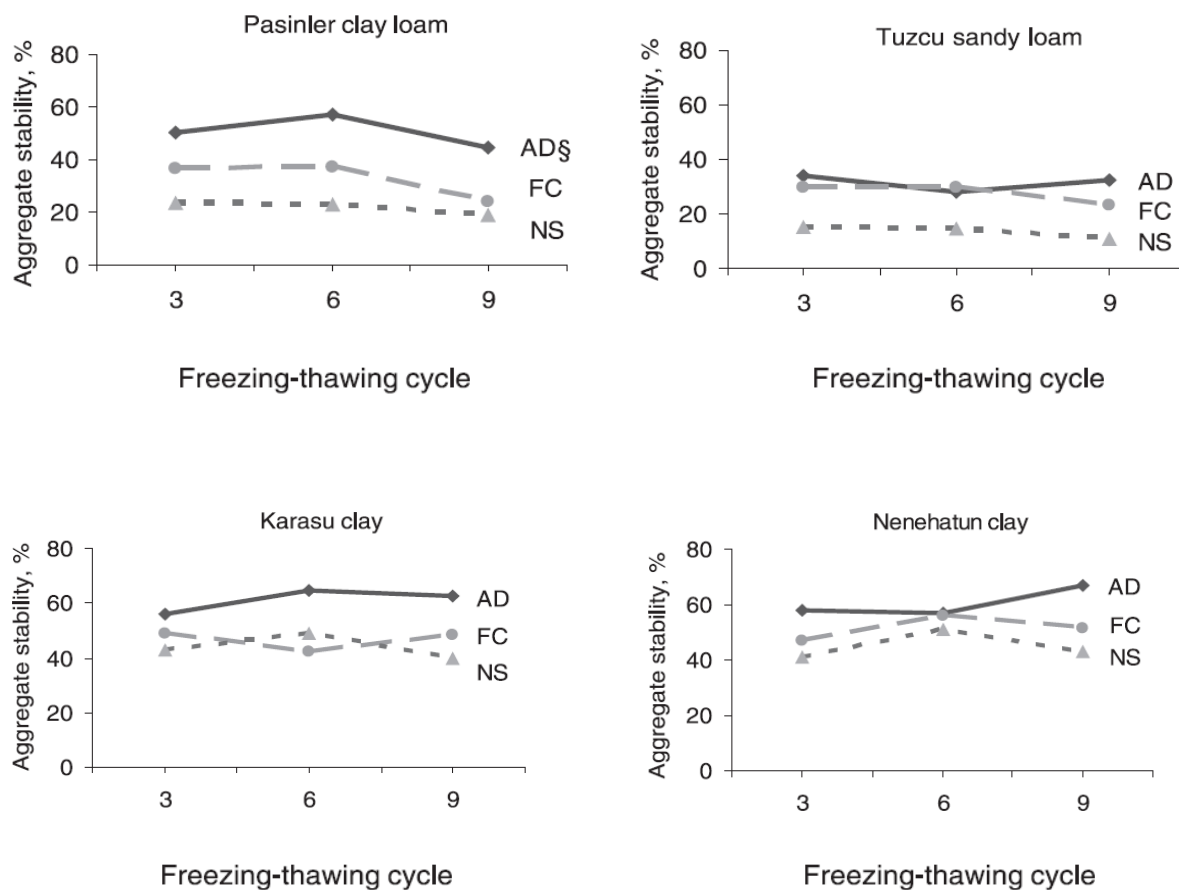 Pasinler clay loam
Aggregate stability, %
80
60
40
20
0
AD§
FC
NS
3 6 9
Freezing-thawing cycle
Tuzcu sandy loam
Aggregate stability, %
80
60
40
20
0
AD
FC
NS
3 6 9
Freezing-thawing cycle
Karasu clay
Aggregate stability, %
80
60
40
20
0
AD
FC
NS
3 6 9
Freezing-thawing cycle
Nenehatun clay
Aggregate stability, %
80
60
40
20
0
AD
FC
NS
3 6 9
Freezing-thawing cycle